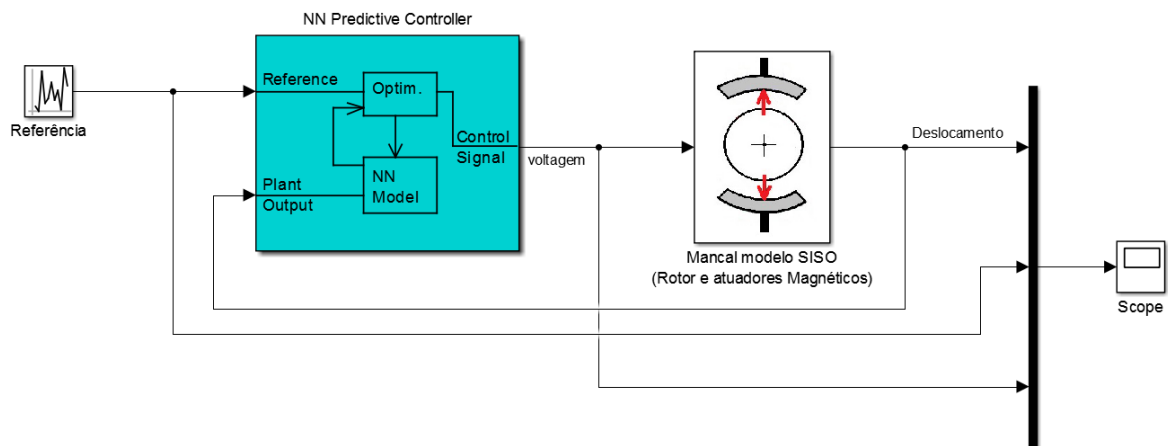 NN Predictive Controller
Reference
Optim.
Control
Signal
NN
Model
Plant
Output
Referência
voltagem
Deslocamento
Mancal modelo SISO
(Rotor e atuadores Magnéticos)
Scope